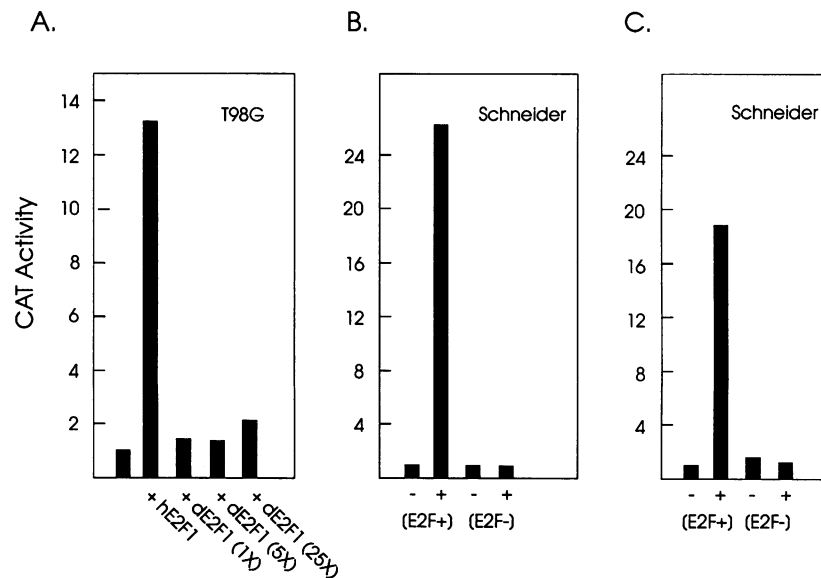 A.
B.
C.
T98G
Schneider
Schneider
CAT Activity
14
12
10
8
6
4
2
24
20
16
12
8
4
24
20
16
12
8
4
+ hE2F1
+ dE2F1 (1X)
+ dE2F1 (5X)
+ dE2F1 (25X)
- + - +
(E2F+) (E2F-)
- + - +
(E2F+) (E2F-)